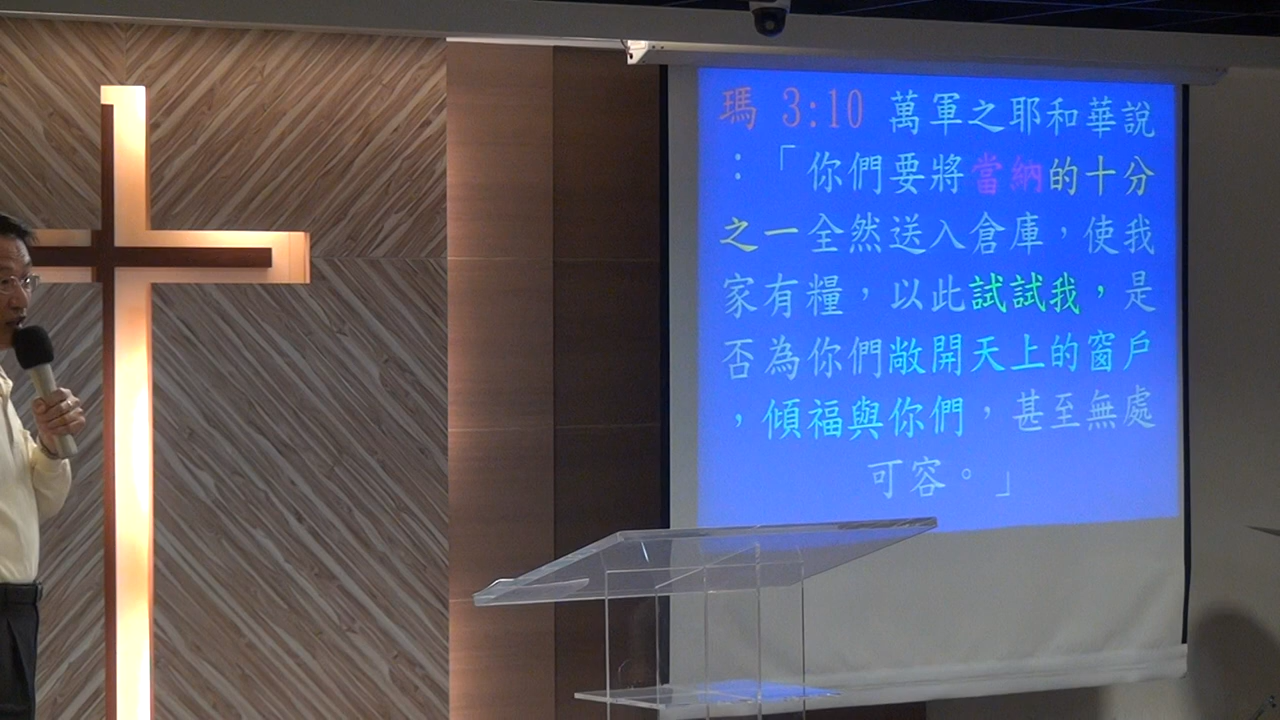 瑪 3:10 萬軍之耶和華說
：「你們要將當納的十分
之一全然送入倉庫，使我
家有糧，以此試試我，是
否為你們敞開天上的窗戶
，傾福與你們，甚至無處
可容。」